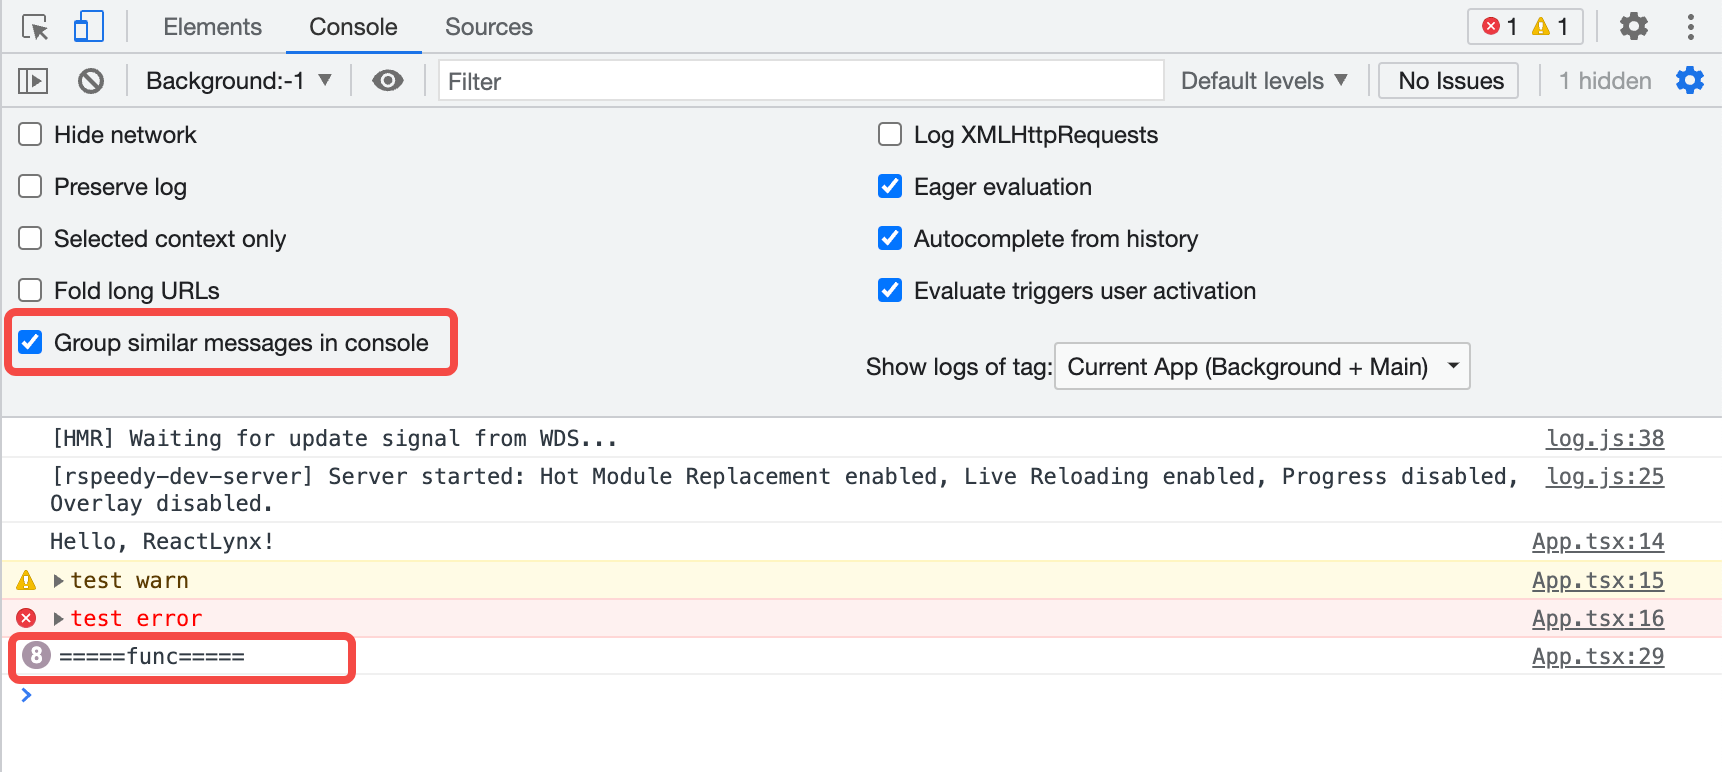 Elements Console Sources 1 1
Background:-1 Filter Default levels No Issues 1 hidden
Hide network Log XMLHttpRequests
Preserve log Eager evaluation
Selected context only Autocomplete from history
Fold long URLs Evaluate triggers user activation
Group similar messages in console
Show logs of tag: Current App (Background + Main)
[HMR] Waiting for update signal from WDS... log.js:38
[rspeedy-dev-server] Server started: Hot Module Replacement enabled, Live Reloading enabled, Progress disabled, log.js:25
Overlay disabled.
Hello, ReactLynx! App.tsx:14
test warn App.tsx:15
test error App.tsx:16
8 =====func===== App.tsx:29